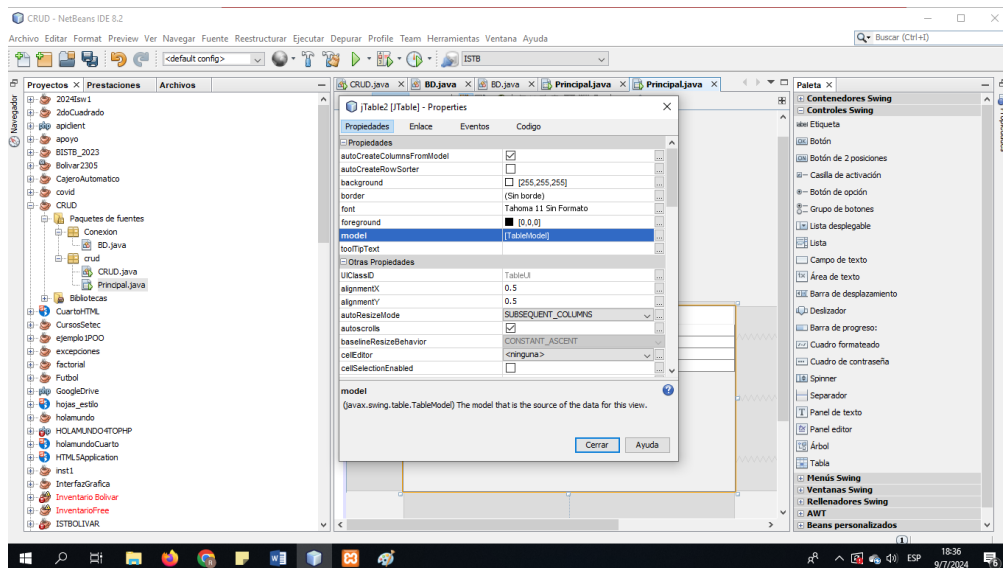 CRUD - NetBeans IDE 8.2
Archivo Editar Format Preview Ver Navegar Fuente Reestructurar Ejecutar Depurar Profile Team Herramientas Ventana Ayuda
Buscar (Ctrl+I)
<default config>
ISTB
Proyectos Prestaciones Archivos
Navegador
2024IIsw1
2doCuadrado
apidient
apoyo
BISTB_2023
Bolivar2305
CajeroAutomatico
covid
CRUD
Paquetes de fuentes
Conexion
BD.java
crud
CRUD.java
Principal.java
Bibliotecas
CuartoHTML
CursosSetec
ejemplo1POO
excepciones
factorial
Futbol
GoogleDrive
hojas_estilo
holamundo
HOLAMUNDO4TOPHP
holamundoCuarto
HTML5Application
inst1
InterfazGrafica
Inventario Bolivar
InventarioFree
ISTBOLIVAR
CRUD.java BD.java BD.java Principal.java Principal.java
jTable2 [JTable] - Properties
Propiedades Enlace Eventos Codigo
Propiedades
autoCreateColumnsFromModel
autoCreateRowSorter
background [255,255,255]
border (Sin borde)
font Tahoma 11 Sin Formato
foreground [0,0,0]
model [TableModel]
toolTipText
Otras Propiedades
UIClassID TableUI
alignmentX 0.5
alignmentY 0.5
autoResizeMode SUBSEQUENT_COLUMNS
autoscrolls
baselineResizeBehavior CONSTANT_ASCENT
cellEditor <ninguna>
cellSelectionEnabled
model
(javax.swing.table.TableModel) The model that is the source of the data for this view.
Cerrar Ayuda
Paleta
Contenedores Swing
Controles Swing
label Etiqueta
OK Botón
ON Botón de 2 posiciones
Casilla de activación
Botón de opción
Grupo de botones
Lista desplegable
Lista
Campo de texto
Área de texto
Barra de desplazamiento
Deslizador
Barra de progreso:
Cuadro formateado
Cuadro de contraseña
Spinner
Separador
Panel de texto
Panel editor
Árbol
Tabla
Menús Swing
Ventanas Swing
Rellenadores Swing
AWT
Beans personalizados
1
ESP
18:36
9/7/2024
6